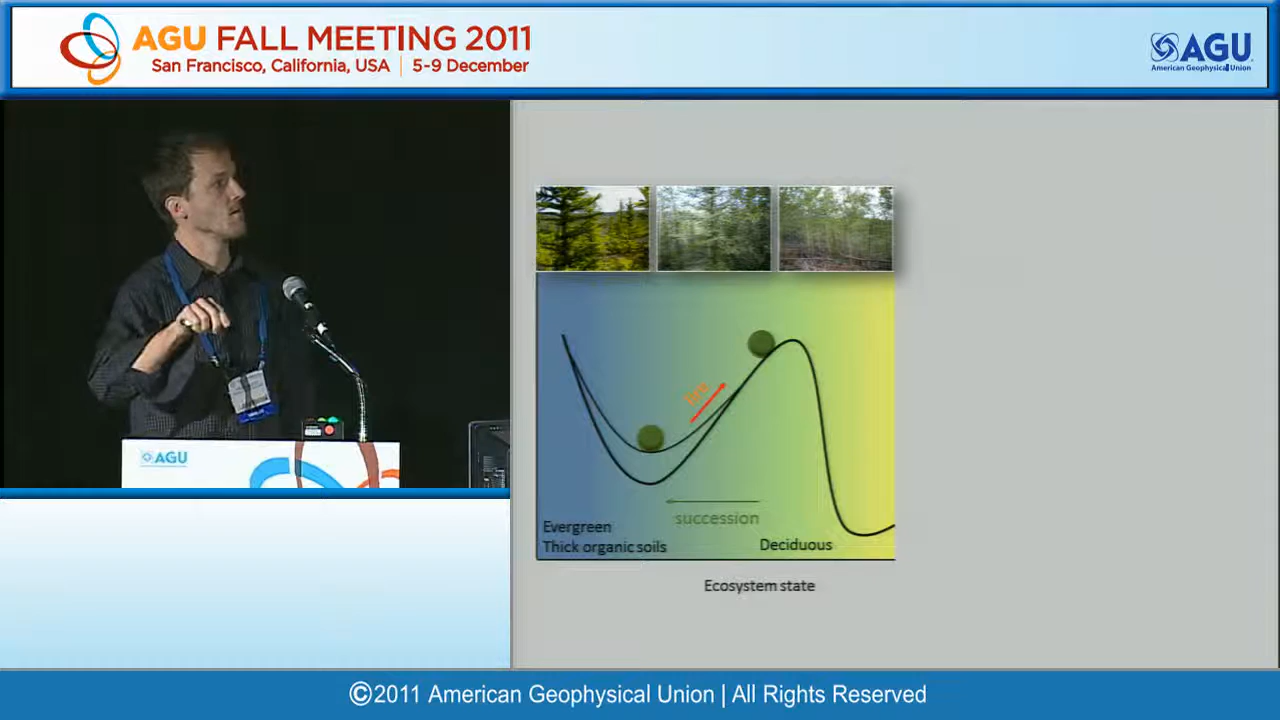 AGU FALL MEETING 2011
San Francisco, California, USA | 5-9 December
AGU
American Geophysical Union
AGU
fire
succession
Evergreen
Thick organic soils
Deciduous
Ecosystem state
©2011 American Geophysical Union | All Rights Reserved